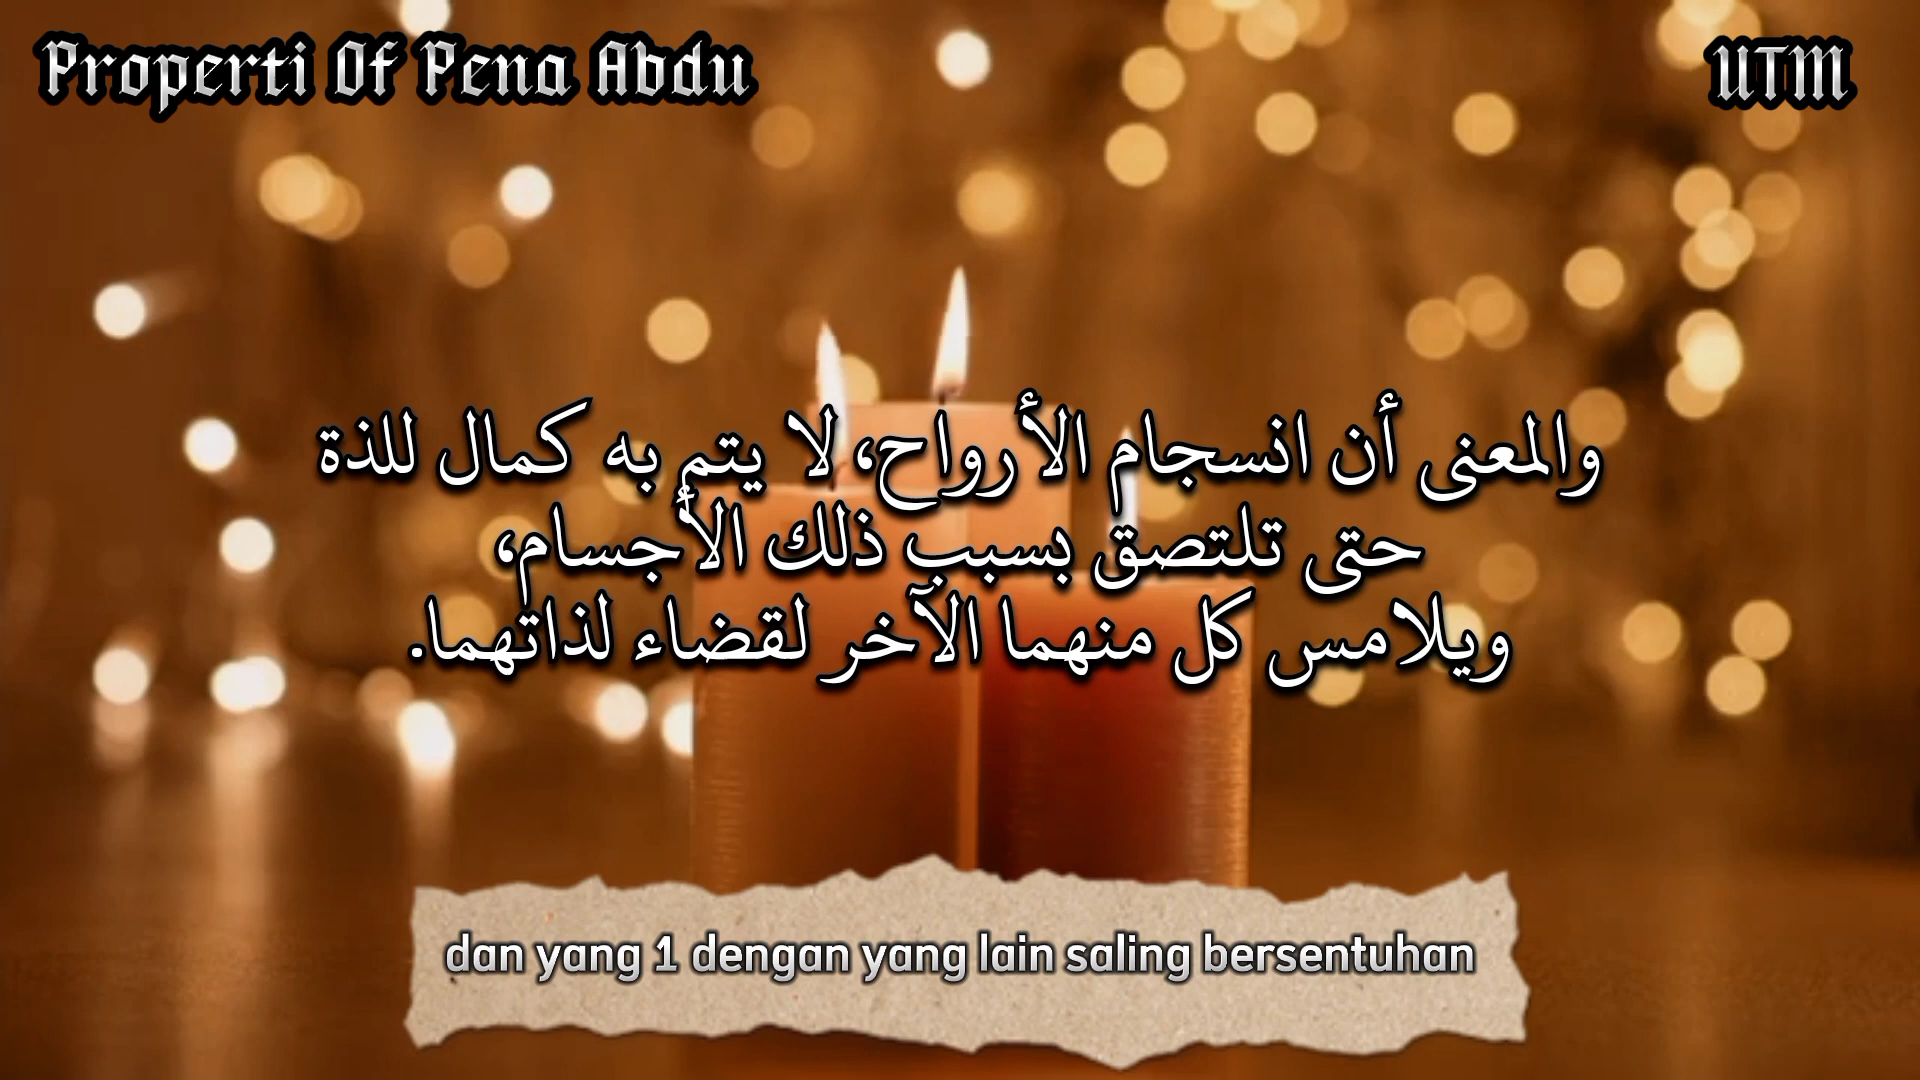 Properti Of Pena Abdu
UTM
والمعنى أن انسجام الأرواح، لا يتم به كمال للذة
حتى تلتصق بسبب ذلك الأجسام،
ويلامس كل منهما الآخر لقضاء لذاتهما.
dan yang 1 dengan yang lain saling bersentuhan